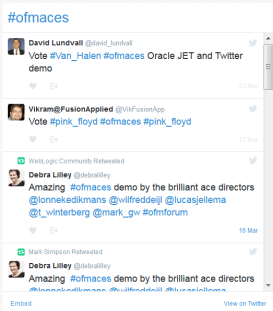 #ofmaces
David Lundvall @david_lundvall
Vote #Van_Halen #ofmaces Oracle JET and Twitter
demo
Vikram@FusionApplied @VikFusionApp
Vote #pink_floyd #ofmaces #pink_floyd
WebLogic Community Retweeted
Debra Lilley @debralilley
Amazing #ofmaces demo by the brilliant ace directors
@lonnekedikmans @wilfreddeijl @lucasjellema
@t_winterberg @mark_gw #ofmforum
16 Mar
Mark Simpson Retweeted
Debra Lilley @debralilley
Amazing #ofmaces demo by the brilliant ace directors
@lonnekedikmans @wilfreddeijl @lucasjellema
Embed View on Twitter